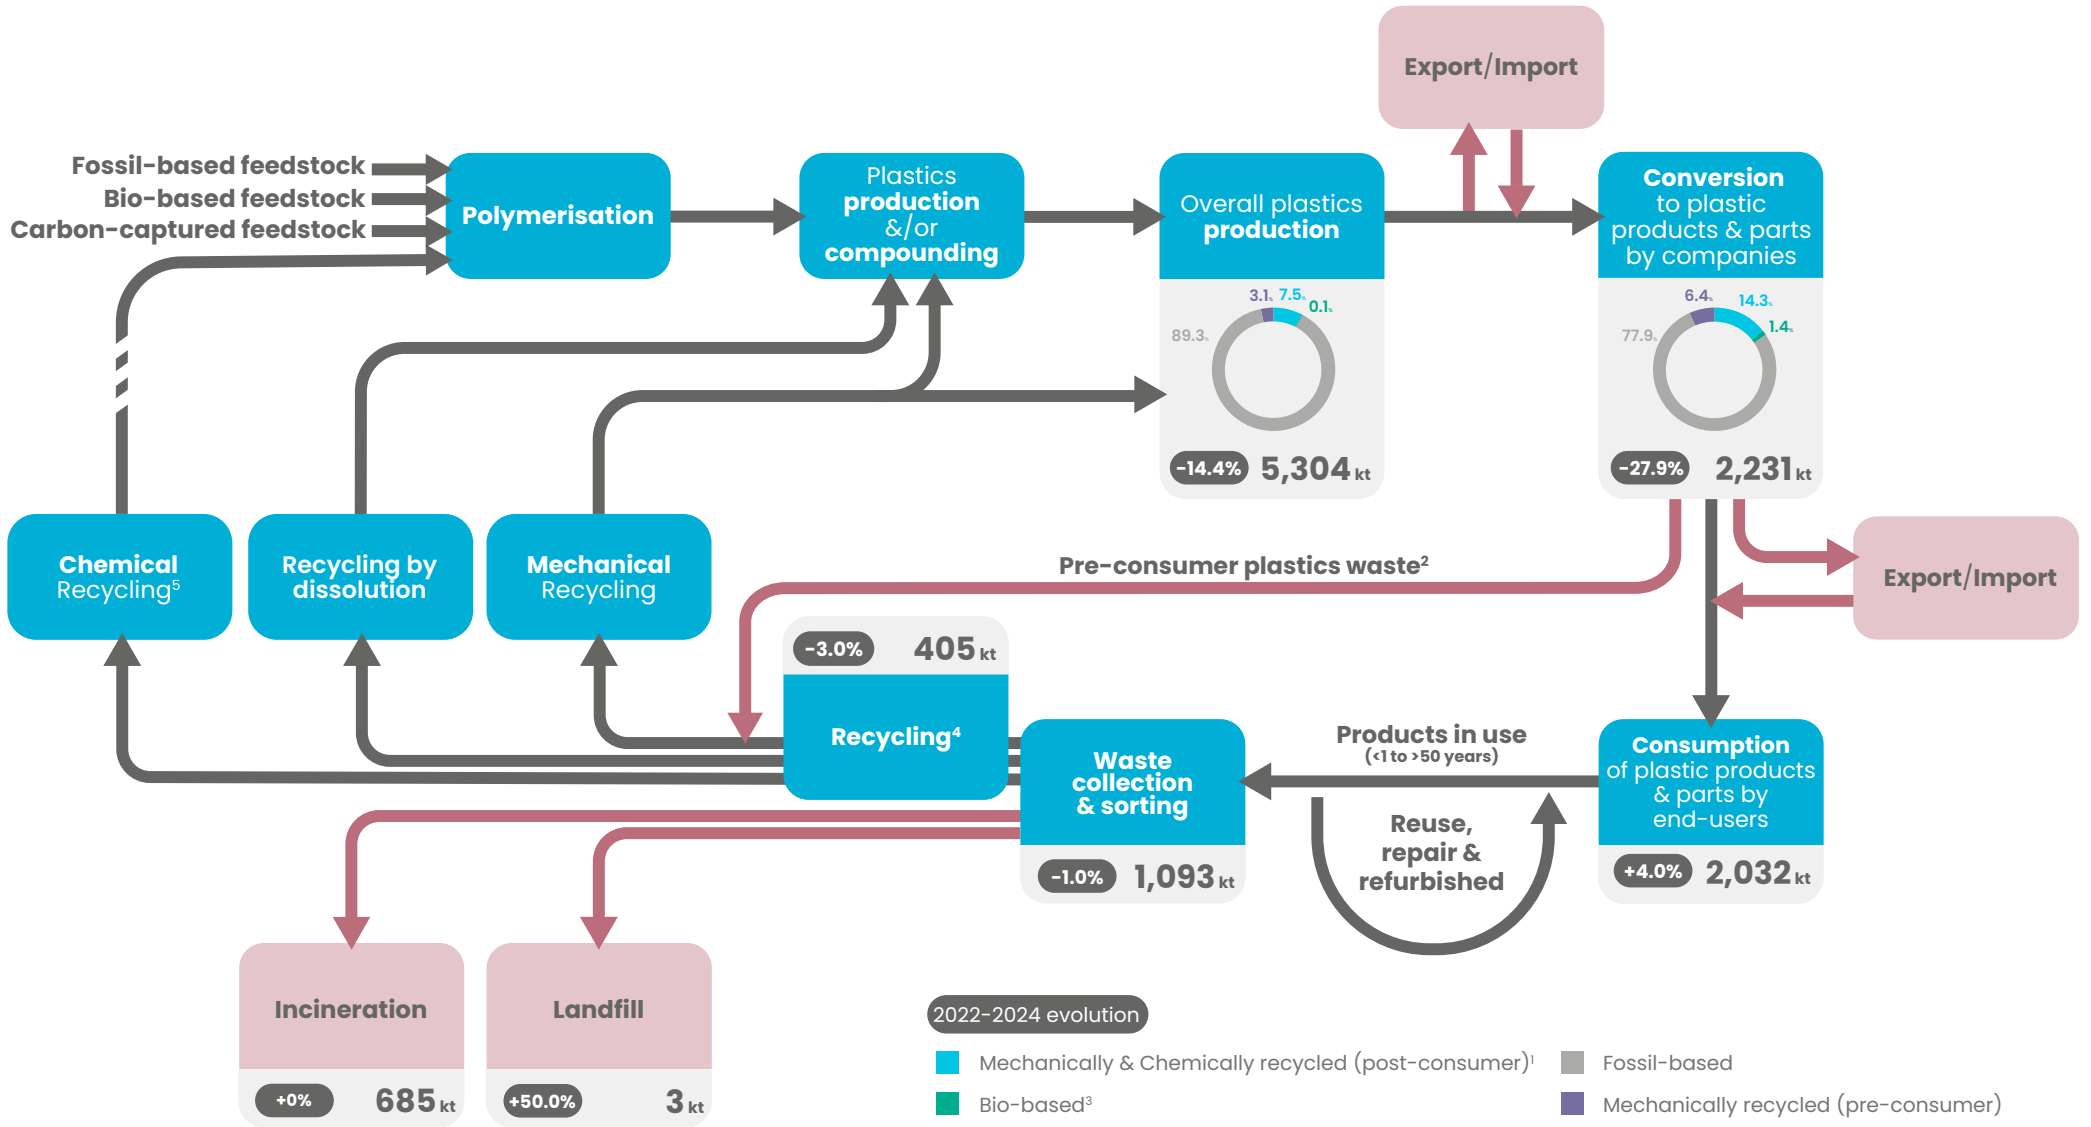 Export/Import
Fossil-based feedstock
Bio-based feedstock
Carbon-captured feedstock
Polymerisation
Plastics
production
&/or
compounding
Overall plastics
production
Conversion
to plastic
products & parts
by companies
3.1%
7.5%
0.1%
89.3%
-14.4%
5,304 kt
6.4%
14.3%
1.4%
77.9%
-27.9%
2,231 kt
Chemical
Recycling⁵
Recycling by
dissolution
Mechanical
Recycling
Pre-consumer plastics waste²
Export/Import
-3.0%
405 kt
Recycling⁴
Waste
collection
& sorting
-1.0%
1,093 kt
Products in use
(<1 to >50 years)
Reuse,
repair &
refurbished
Consumption
of plastic products
& parts by
end-users
+4.0%
2,032 kt
Incineration
+0%
685 kt
Landfill
+50.0%
3 kt
2022-2024 evolution
Mechanically & Chemically recycled (post-consumer)¹
Fossil-based
Bio-based³
Mechanically recycled (pre-consumer)